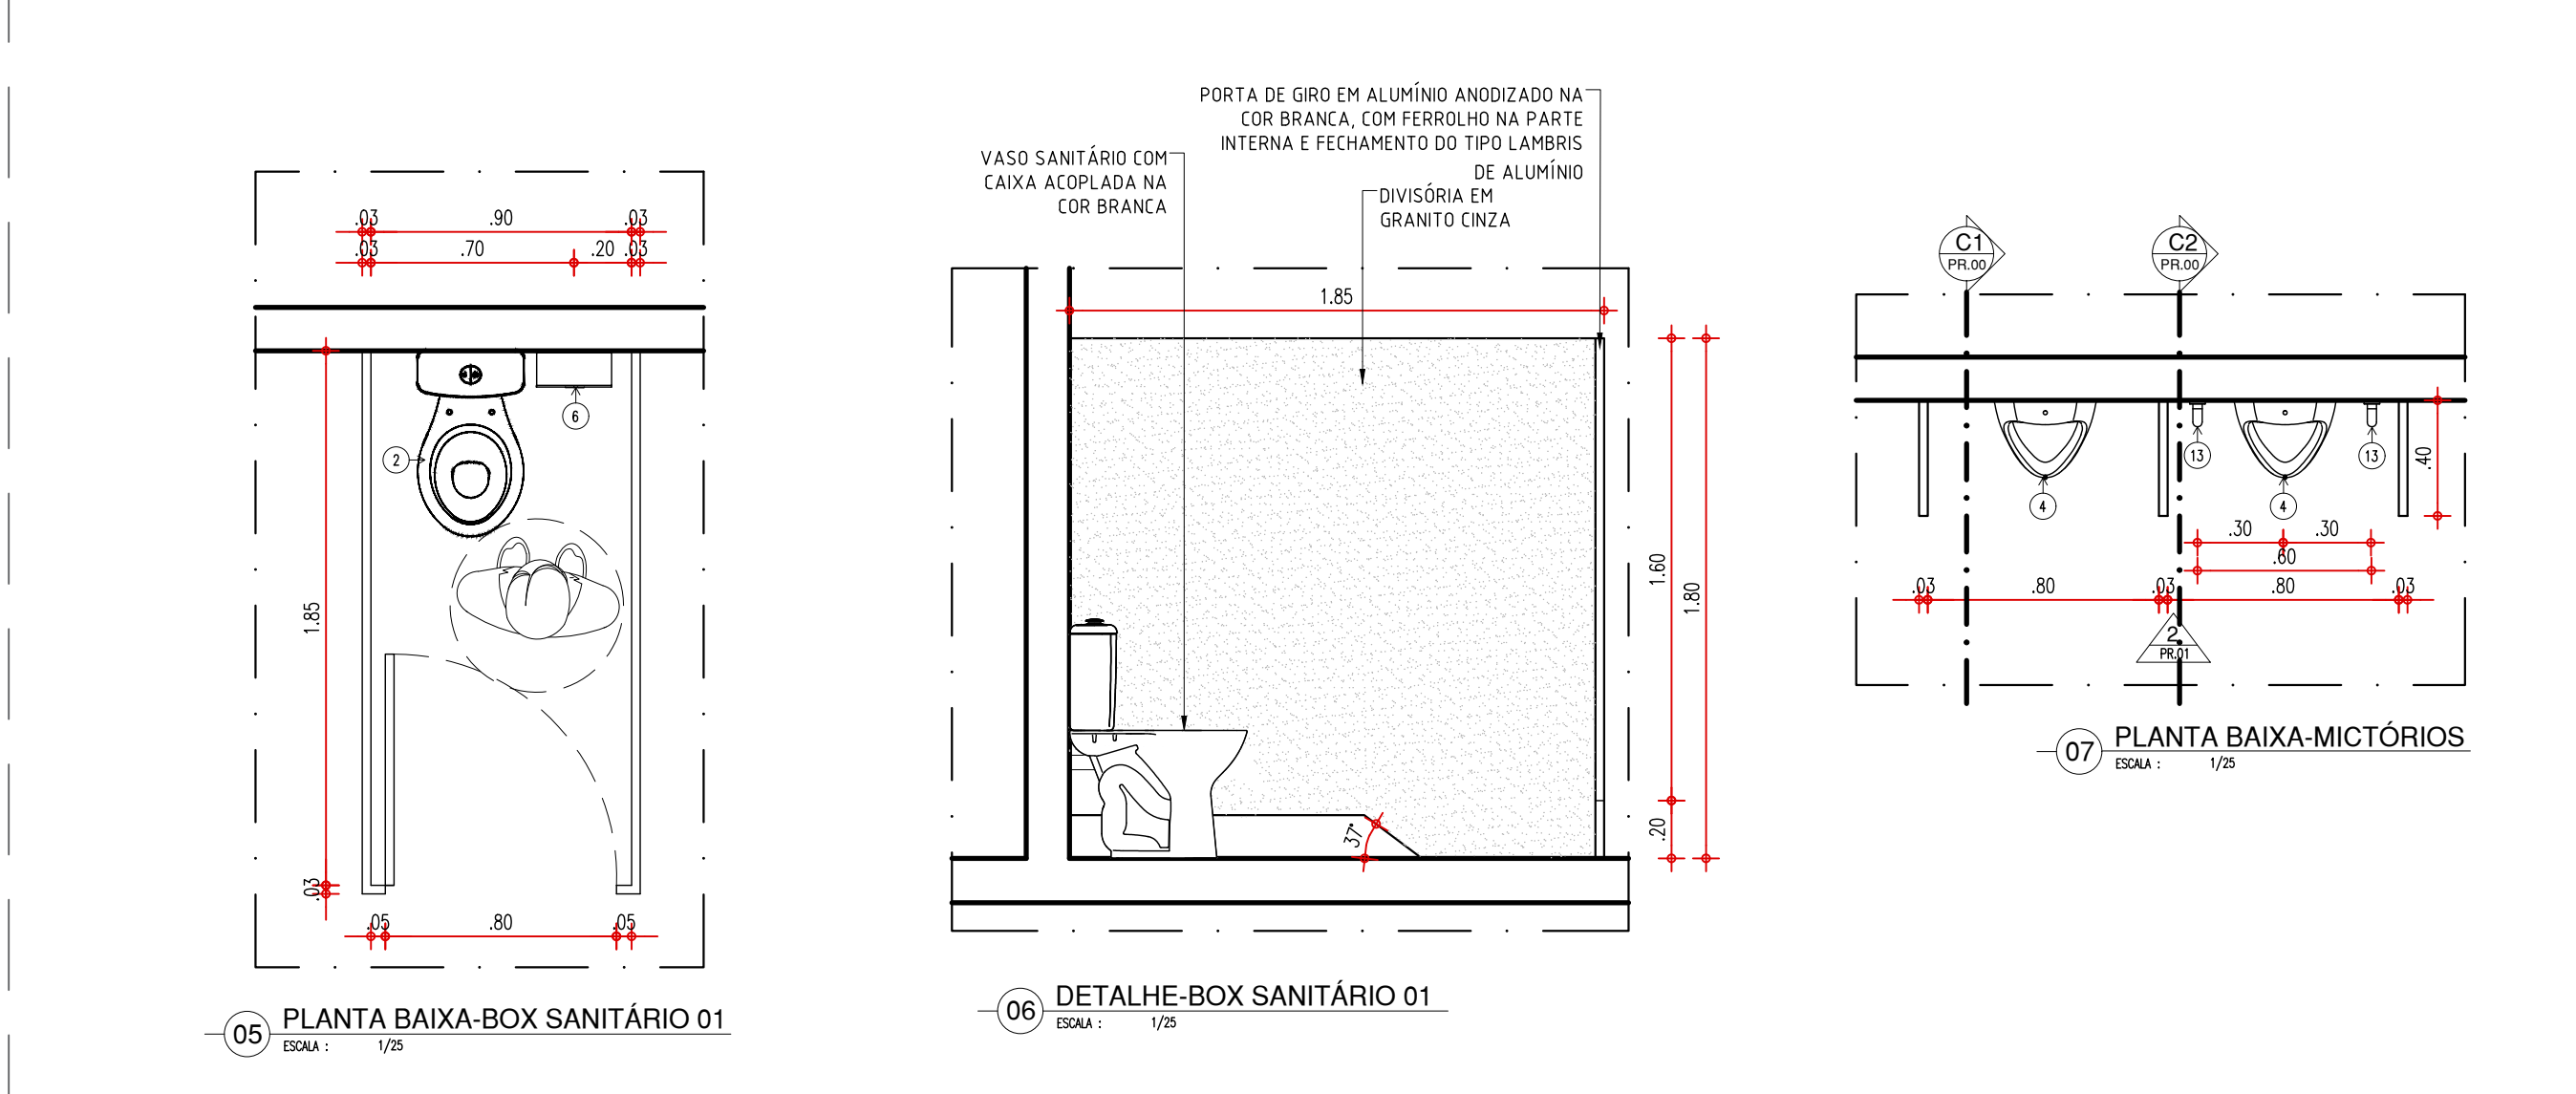 .03 .90 .03
.03 .70 .20 .03
6
2
1.85
.03
.05 .80 .05
05 PLANTA BAIXA-BOX SANITÁRIO 01
ESCALA : 1/25
PORTA DE GIRO EM ALUMÍNIO ANODIZADO NA
COR BRANCA, COM FERROLHO NA PARTE
INTERNA E FECHAMENTO DO TIPO LAMBRIS
DE ALUMÍNIO
VASO SANITÁRIO COM
CAIXA ACOPLADA NA
COR BRANCA
DIVISÓRIA EM
GRANITO CINZA
1.85
1.60
1.80
.20
37°
06 DETALHE-BOX SANITÁRIO 01
ESCALA : 1/25
C1
PR.00
C2
PR.00
13 13
4 4
.40
.30 .30
.60
.03 .80 .03 .80 .03
2
PR.01
07 PLANTA BAIXA-MICTÓRIOS
ESCALA : 1/25